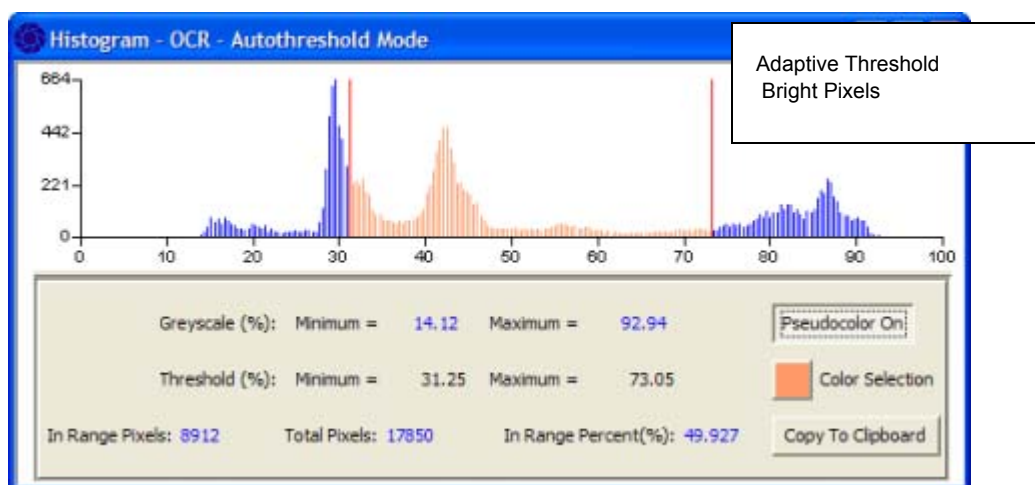 Histogram - OCR - Autothreshold Mode
Adaptive Threshold
Bright Pixels
664
442
221
0
0 10 20 30 40 50 60 70 80 90 100
Greyscale (%): Minimum = 14.12 Maximum = 92.94 Pseudocolor On
Threshold (%): Minimum = 31.25 Maximum = 73.05 Color Selection
In Range Pixels: 8912 Total Pixels: 17850 In Range Percent(%): 49.927 Copy To Clipboard